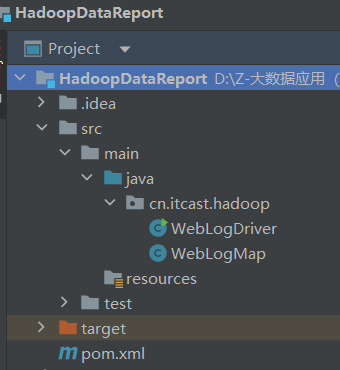 HadoopDataReport
Project
HadoopDataReport D:\Z-大数据应用（
.idea
src
main
java
cn.itcast.hadoop
WebLogDriver
WebLogMap
resources
test
target
pom.xml